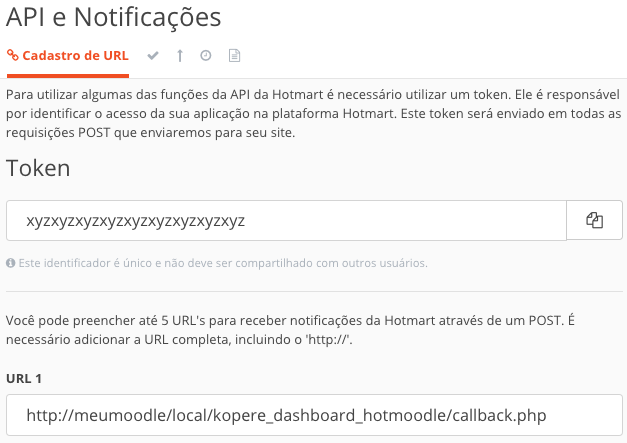 API e Notificações
Cadastro de URL
Para utilizar algumas das funções da API da Hotmart é necessário utilizar um token. Ele é responsável
por identificar o acesso da sua aplicação na plataforma Hotmart. Este token será enviado em todas as
requisições POST que enviaremos para seu site.
Token
xyzxyzxyzxyzxyzxyzxyzxyzxyz
Este identificador é único e não deve ser compartilhado com outros usuários.
Você pode preencher até 5 URL's para receber notificações da Hotmart através de um POST. É
necessário adicionar a URL completa, incluindo o 'http://'.
URL 1
http://meumoodle/local/kopere_dashboard_hotmoodle/callback.php